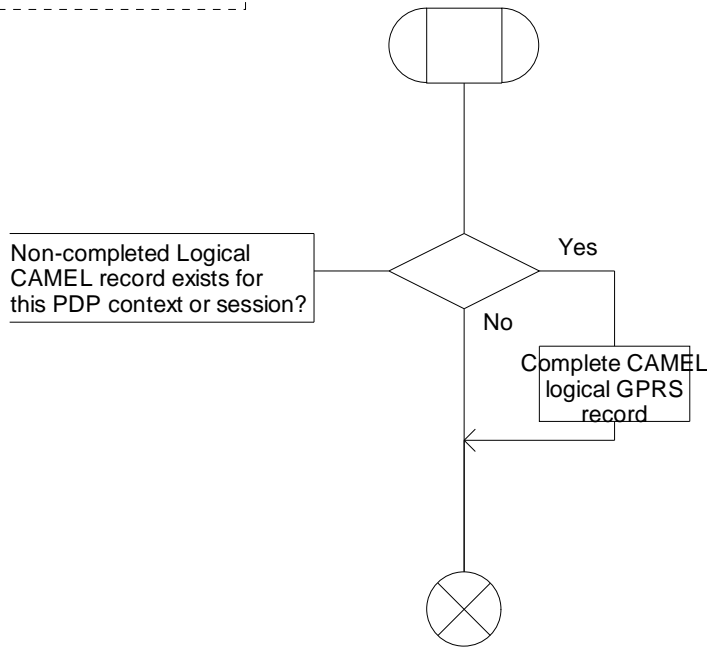 Non-completed Logical
CAMEL record exists for
this PDP context or session?
Yes
No
Complete CAMEL
logical GPRS
record